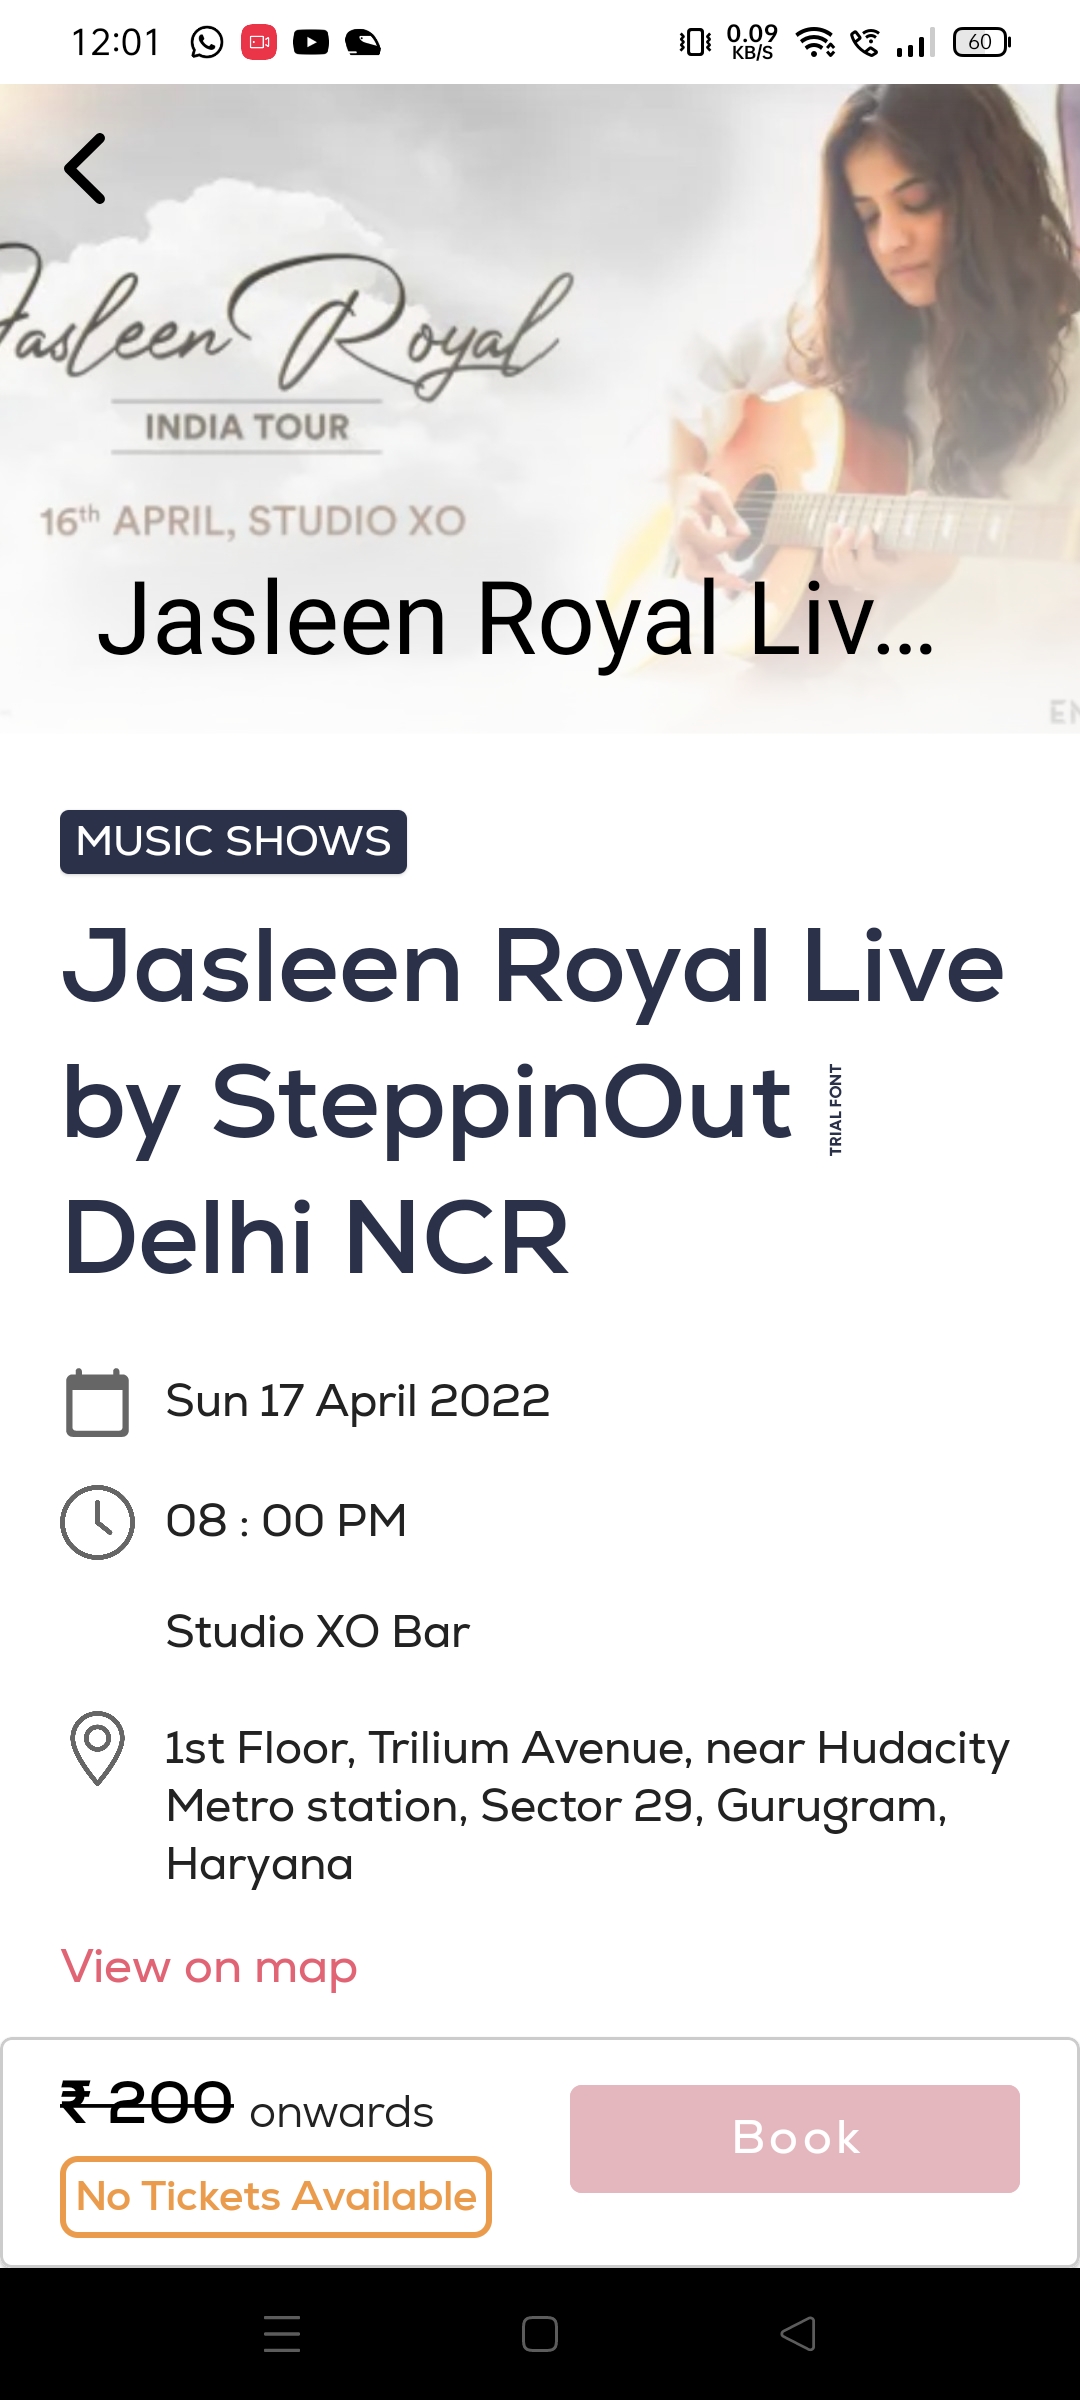 12:01
0.09
KB/S
60
Jasleen Royal
INDIA TOUR
16th APRIL, STUDIO XO
Jasleen Royal Liv...
MUSIC SHOWS
Jasleen Royal Live
by SteppinOut
TRIAL FONT
Delhi NCR
Sun 17 April 2022
08 : 00 PM
Studio XO Bar
1st Floor, Trilium Avenue, near Hudacity
Metro station, Sector 29, Gurugram,
Haryana
View on map
₹ 200 onwards
Book
No Tickets Available